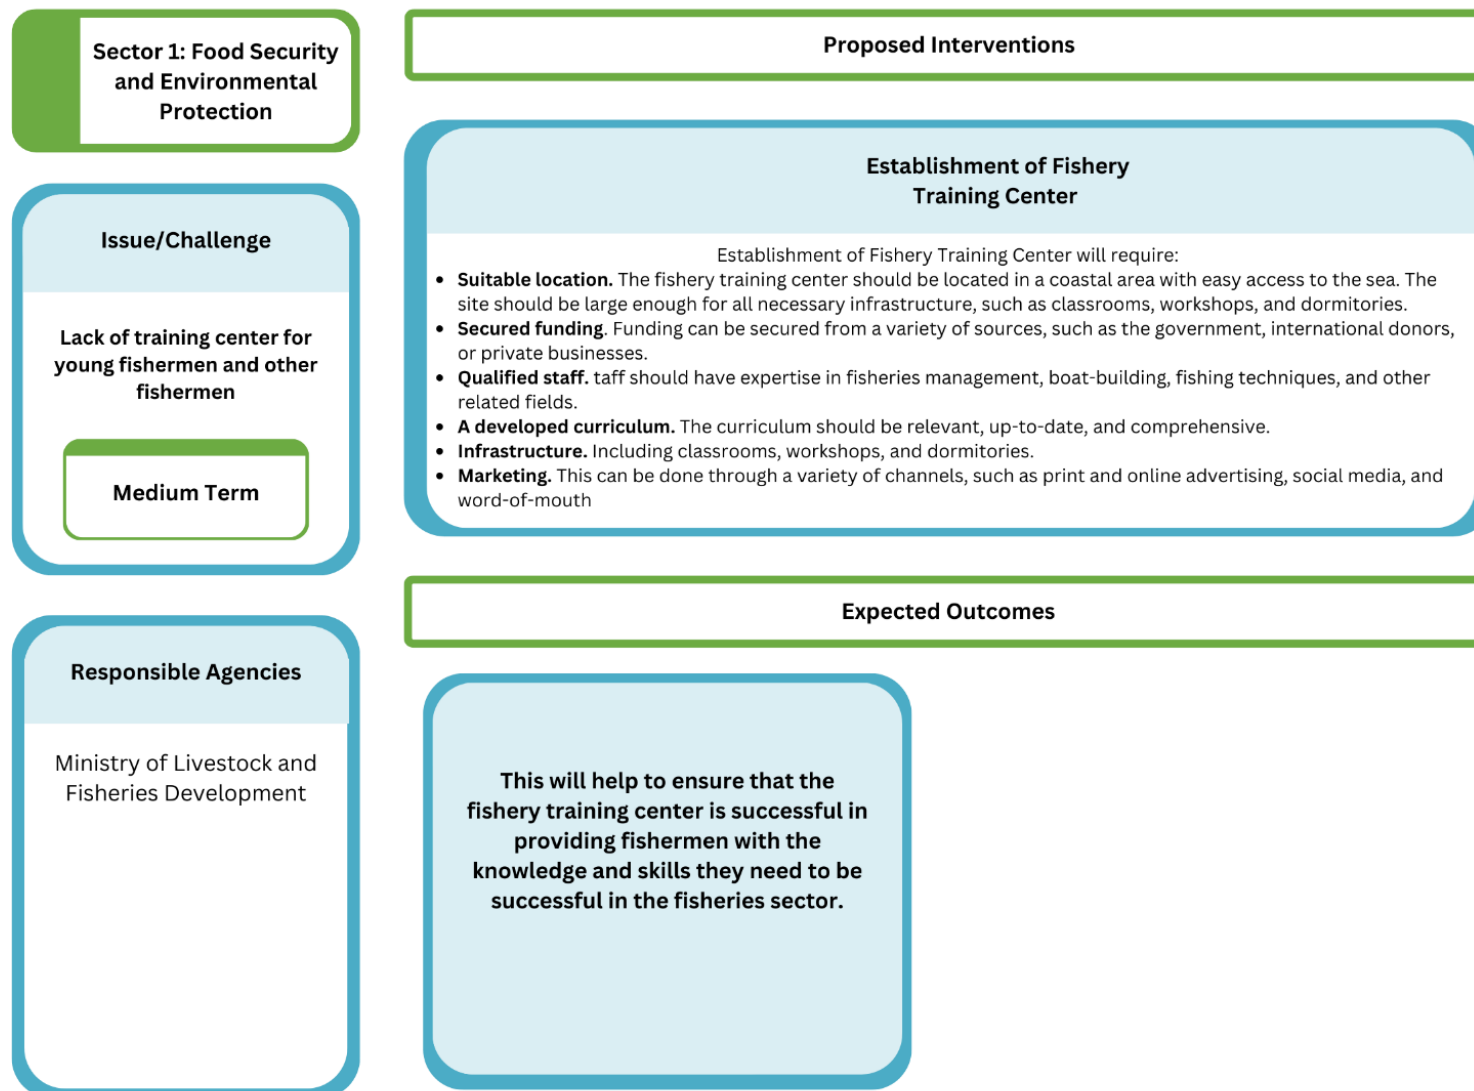 Sector 1: Food Security
and Environmental
Protection
Issue/Challenge
Lack of training center for
young fishermen and other
fishermen
Medium Term
Responsible Agencies
Ministry of Livestock and
Fisheries Development
Proposed Interventions
Establishment of Fishery
Training Center
Establishment of Fishery Training Center will require:
• Suitable location. The fishery training center should be located in a coastal area with easy access to the sea. The
site should be large enough for all necessary infrastructure, such as classrooms, workshops, and dormitories.
• Secured funding. Funding can be secured from a variety of sources, such as the government, international donors,
or private businesses.
• Qualified staff. taff should have expertise in fisheries management, boat-building, fishing techniques, and other
related fields.
• A developed curriculum. The curriculum should be relevant, up-to-date, and comprehensive.
• Infrastructure. Including classrooms, workshops, and dormitories.
• Marketing. This can be done through a variety of channels, such as print and online advertising, social media, and
word-of-mouth
Expected Outcomes
This will help to ensure that the
fishery training center is successful in
providing fishermen with the
knowledge and skills they need to be
successful in the fisheries sector.